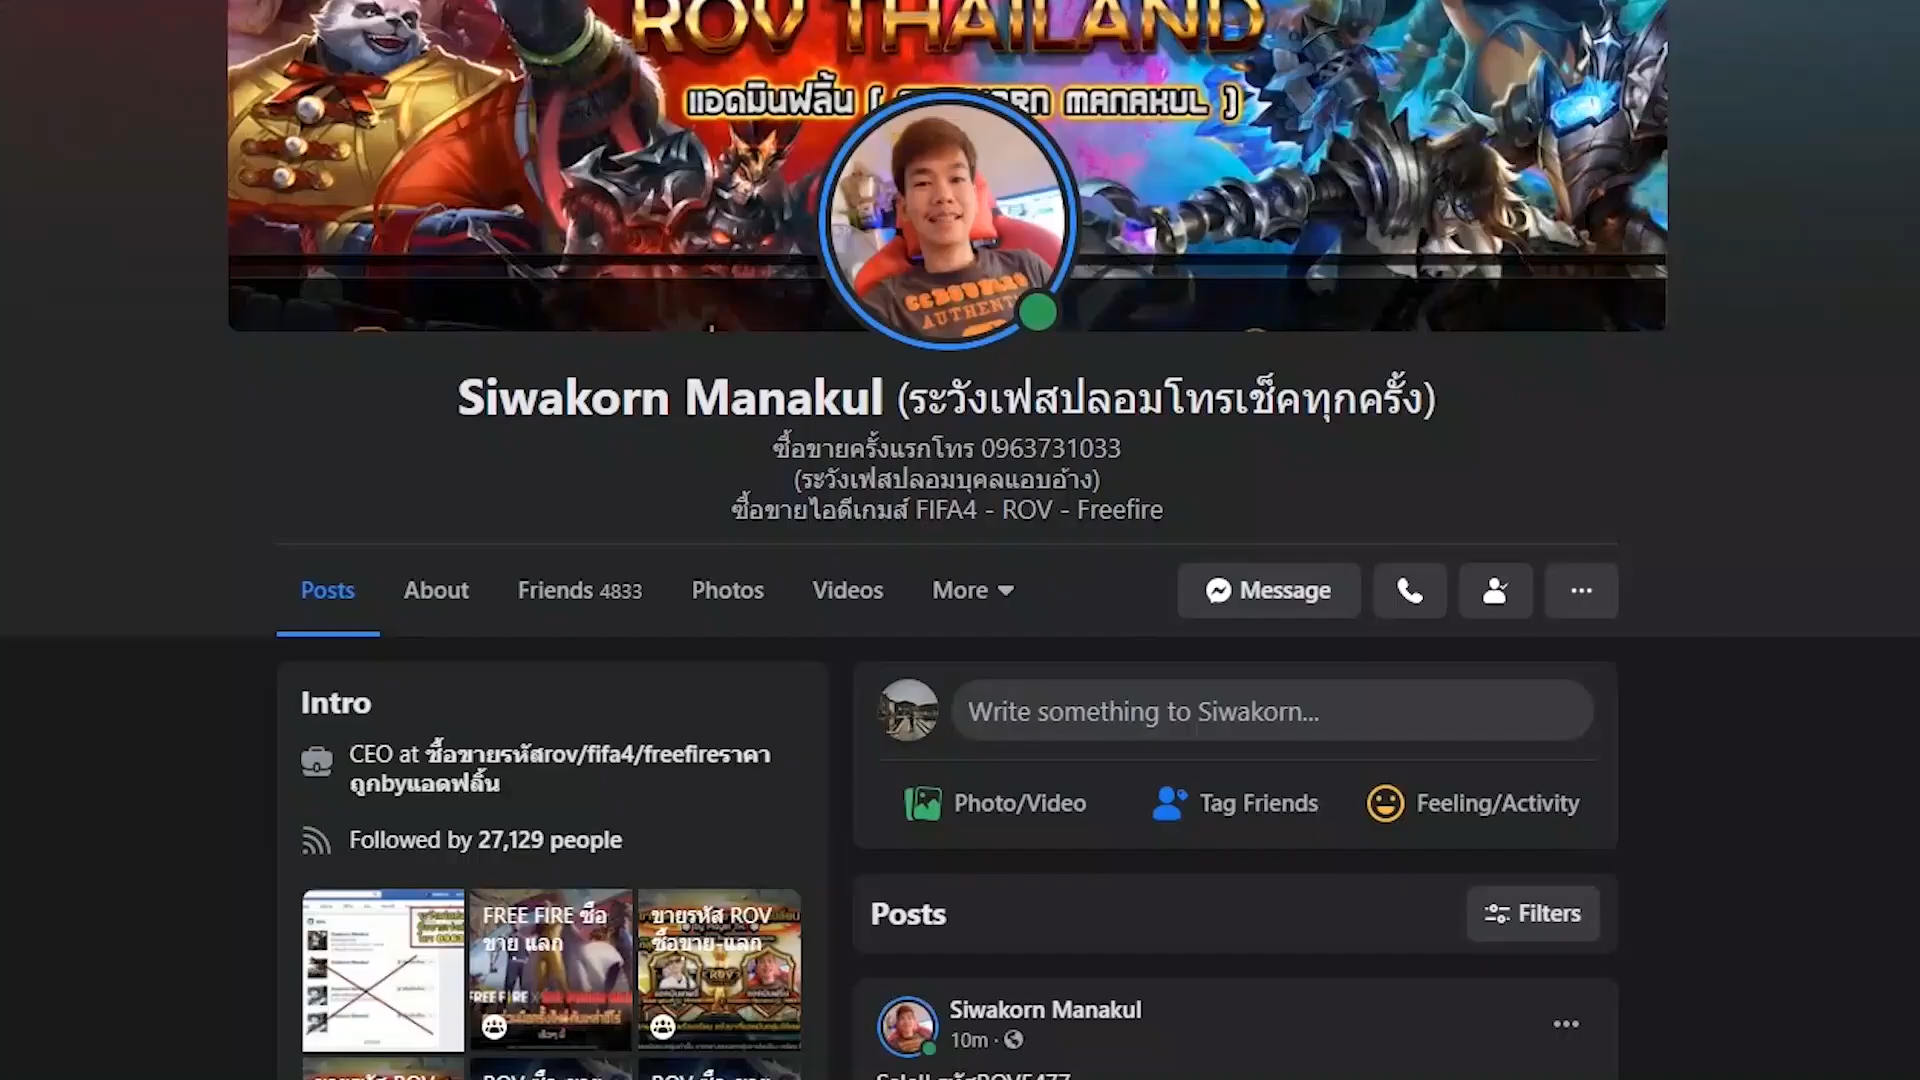 ROV THAILAND
แอดมินฟลิ้น ( MANAKUL )
CCDOUBLE
AUTHENT
Siwakorn Manakul (ระวังเฟสปลอมโทรเช็คทุกครั้ง)
ซื้อขายครั้งแรกโทร 0963731033
(ระวังเฟสปลอมบุคลแอบอ้าง)
ซื้อขายไอดีเกมส์ FIFA4 - ROV - Freefire
Posts About Friends 4833 Photos Videos More Message ...
Intro
CEO at ซื้อขายรหัสrov/fifa4/freefireราคา
ถูกbyแอดฟลิ้น
Followed by 27,129 people
Write something to Siwakorn...
Photo/Video Tag Friends Feeling/Activity
Posts Filters
FREE FIRE ซื้อ
ขาย แลก
ขายรหัส ROV
ซื้อขาย-แลก
ROV
Siwakorn Manakul
10m